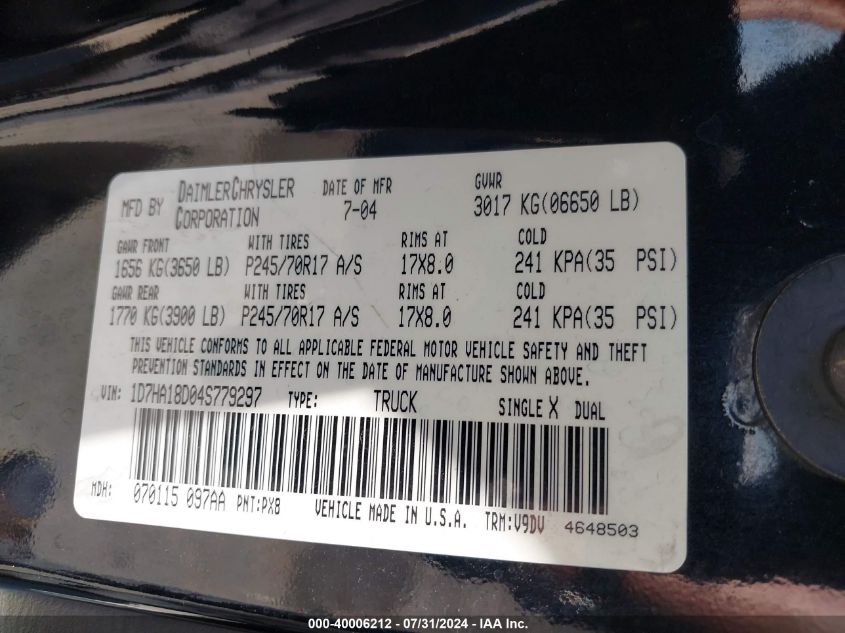 MFD BY DAIMLERCHRYSLER CORPORATION DATE OF MFR 7-04 GVWR 3017 KG(06650 LB)
GAWR FRONT WITH TIRES RIMS AT COLD
1656 KG(3650 LB) P245/70R17 A/S 17X8.0 241 KPA(35 PSI)
GAWR REAR WITH TIRES RIMS AT COLD
1770 KG(3900 LB) P245/70R17 A/S 17X8.0 241 KPA(35 PSI)
THIS VEHICLE CONFORMS TO ALL APPLICABLE FEDERAL MOTOR VEHICLE SAFETY AND THEFT
PREVENTION STANDARDS IN EFFECT ON THE DATE OF MANUFACTURE SHOWN ABOVE.
VIN: 1D7HA18D04S779297 TYPE: TRUCK SINGLE X DUAL
MDH: 070115 097AA PNT:PX8 VEHICLE MADE IN U.S.A. TRM:V9DV 4648503
000-40006212 / 07/31/2024 - IAA Inc.